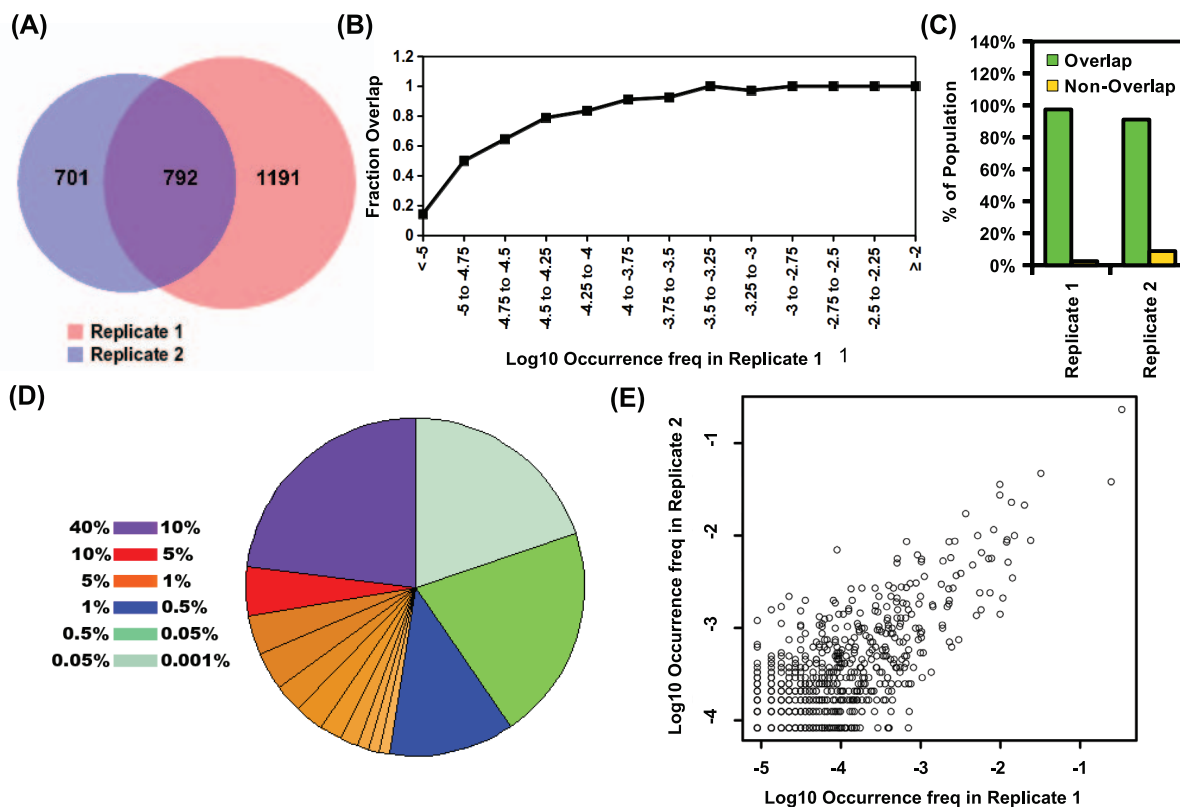 (A)
701
792
1191
Replicate 1
Replicate 2
(B)
Fraction Overlap
1.2
1
0.8
0.6
0.4
0.2
0
< -5
-5 to -4.75
-4.75 to -4.5
-4.5 to -4.25
-4.25 to -4
-4 to -3.75
-3.75 to -3.5
-3.5 to -3.25
-3.25 to -3
-3 to -2.75
-2.75 to -2.5
-2.5 to -2.25
≥ -2
Log10 Occurrence freq in Replicate 1 1
(C)
% of Population
140%
120%
100%
80%
60%
40%
20%
0%
Overlap
Non-Overlap
Replicate 1
Replicate 2
(D)
40% 10%
10% 5%
5% 1%
1% 0.5%
0.5% 0.05%
0.05% 0.001%
(E)
Log10 Occurrence freq in Replicate 2
-1
-2
-3
-4
-5 -4 -3 -2 -1
Log10 Occurrence freq in Replicate 1